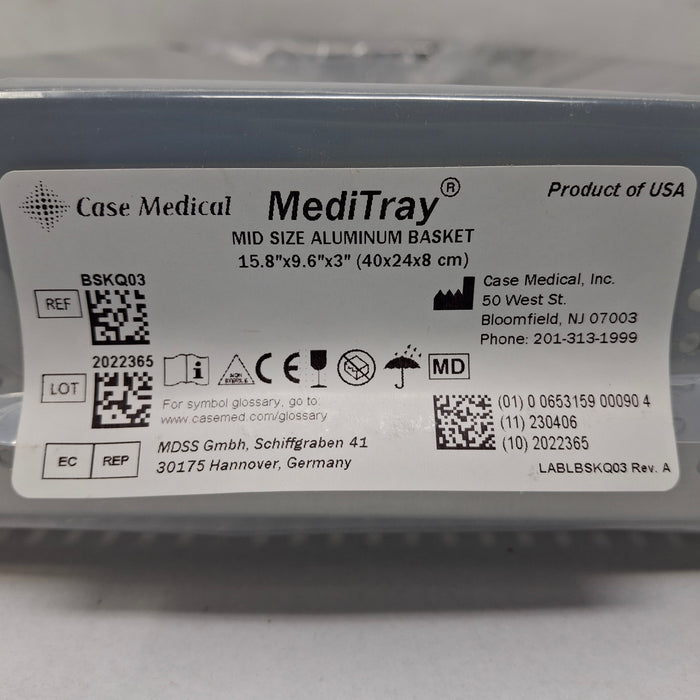 Case Medical
MediTray®
Product of USA
MID SIZE ALUMINUM BASKET
15.8"x9.6"x3" (40x24x8 cm)
BSKQ03
REF
Case Medical, Inc.
50 West St.
Bloomfield, NJ 07003
Phone: 201-313-1999
2022365
LOT
NON
STERILE
CE
MD
For symbol glossary, go to:
www.casemed.com/glossary
(01) 0 0653159 00090 4
(11) 230406
(10) 2022365
EC REP
MDSS Gmbh, Schiffgraben 41
30175 Hannover, Germany
LABLBSKQ03 Rev. A